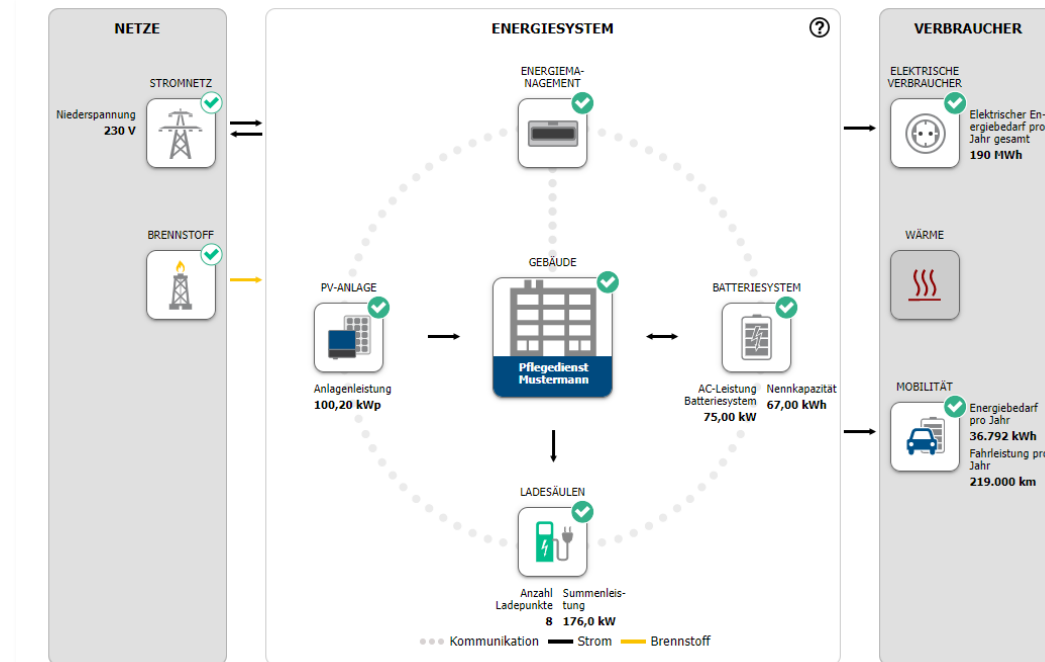 NETZE
STROMNETZ
Niederspannung
230 V
BRENNSTOFF
ENERGIESYSTEM
?
ENERGIEMA-
NAGEMENT
GEBÄUDE
Pflegedienst
Mustermann
PV-ANLAGE
Anlagenleistung
100,20 kWp
BATTERIESYSTEM
AC-Leistung
Batteriesystem
75,00 kW
Nennkapazität
67,00 kWh
LADESÄULEN
Anzahl
Ladepunkte
8
Summenleis-
tung
176,0 kW
Kommunikation
Strom
Brennstoff
VERBRAUCHER
ELEKTRISCHE
VERBRAUCHER
Elektrischer En-
ergiebedarf pro
Jahr gesamt
190 MWh
WÄRME
MOBILITÄT
Energiebedarf
pro Jahr
36.792 kWh
Fahrleistung pro
Jahr
219.000 km